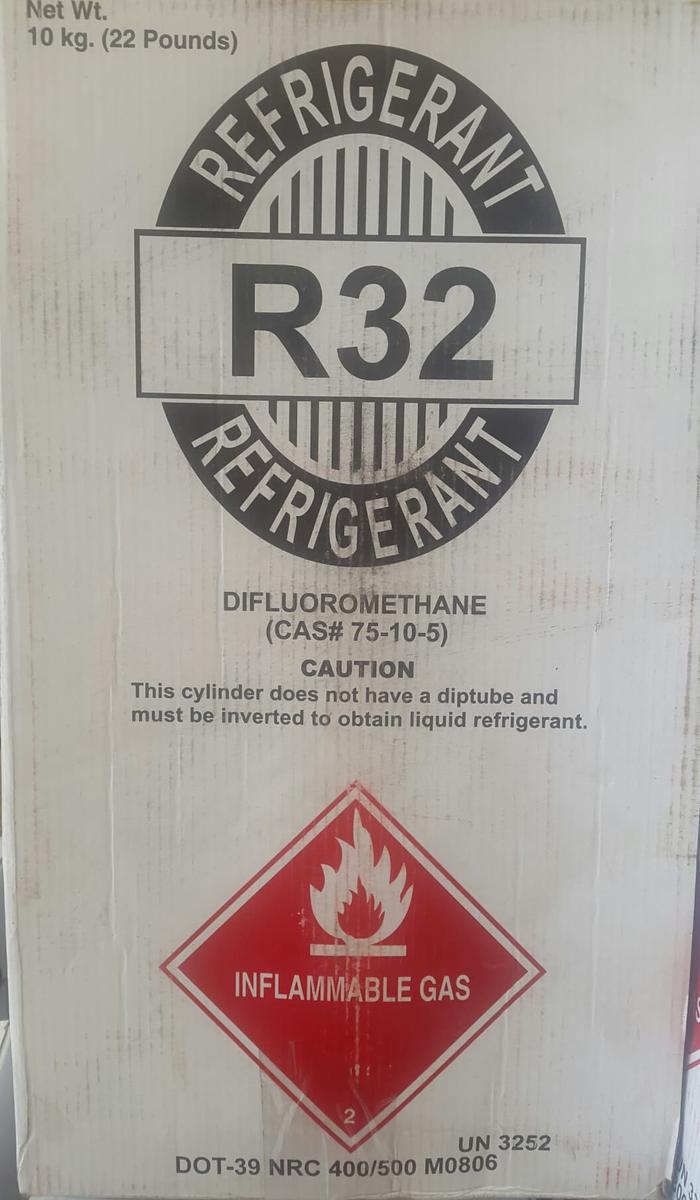 Net Wt.
10 kg. (22 Pounds)
REFRIGERANT
R32
REFRIGERANT
DIFLUOROMETHANE
(CAS# 75-10-5)
CAUTION
This cylinder does not have a diptube and
must be inverted to obtain liquid refrigerant.
INFLAMMABLE GAS
2
UN 3252
DOT-39 NRC 400/500 M0806